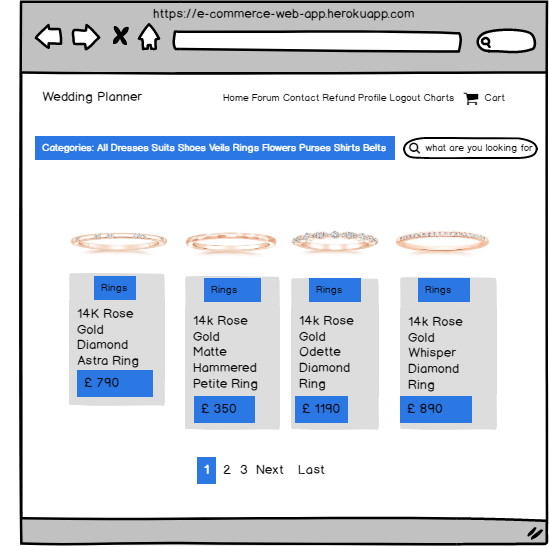 https://e-commerce-web-app.herokuapp.com
Wedding Planner
Home Forum Contact Refund Profile Logout Charts Cart
Categories: All Dresses Suits Shoes Veils Rings Flowers Purses Shirts Belts
what are you looking for
Rings
14K Rose
Gold
Diamond
Astra Ring
£ 790
Rings
14k Rose
Gold
Matte
Hammered
Petite Ring
£ 350
Rings
14k Rose
Gold
Odette
Diamond
Ring
£ 1190
Rings
14k Rose
Gold
Whisper
Diamond
Ring
£ 890
1 2 3 Next Last